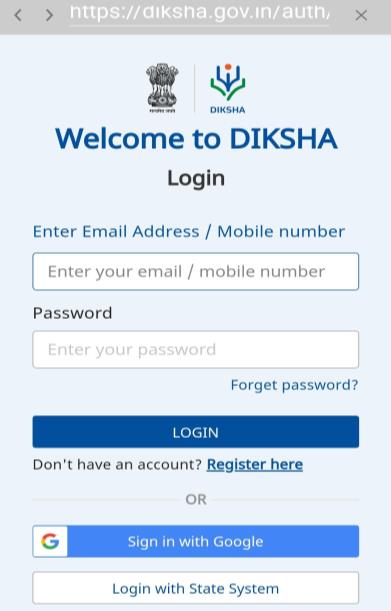 https://diksha.gov.in/auth/
DIKSHA
Welcome to DIKSHA
Login
Enter Email Address / Mobile number
Enter your email / mobile number
Password
Enter your password
Forget password?
LOGIN
Don't have an account? Register here
OR
Sign in with Google
Login with State System